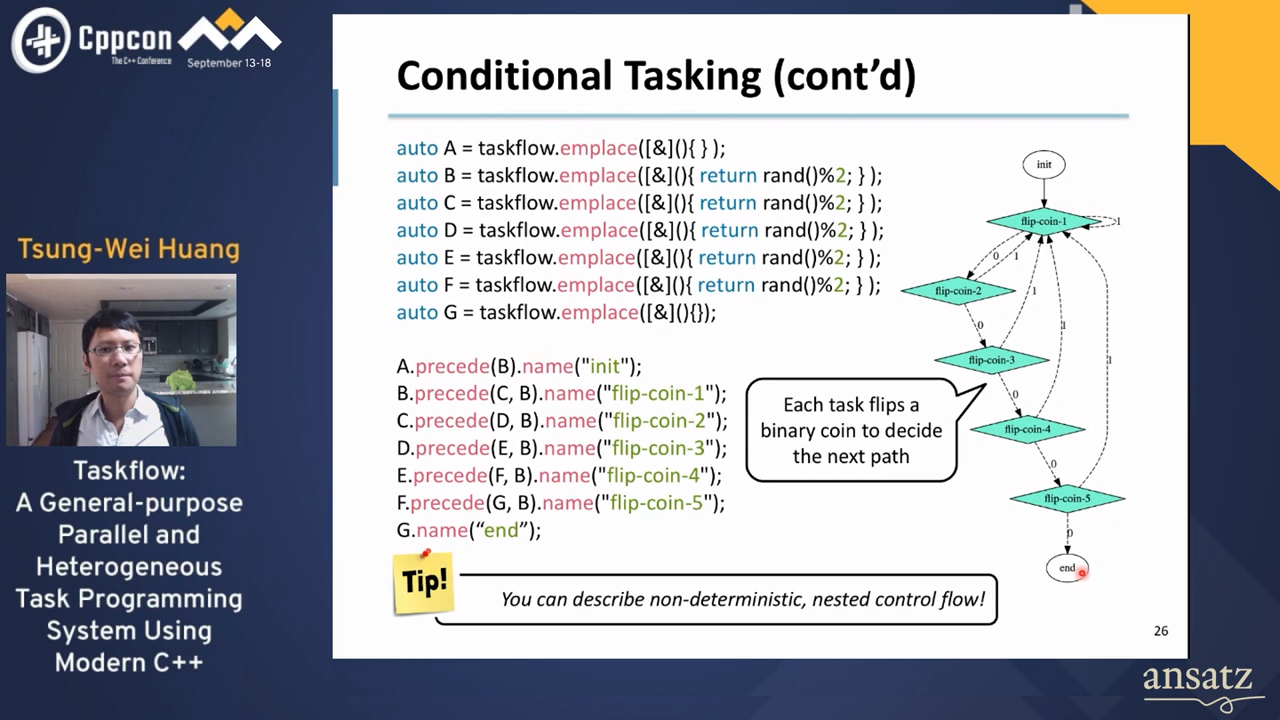 Cppcon
The C++ Conference
September 13-18
Tsung-Wei Huang
Taskflow:
A General-purpose
Parallel and
Heterogeneous
Task Programming
System Using
Modern C++
Conditional Tasking (cont’d)
auto A = taskflow.emplace([&](){ } );
auto B = taskflow.emplace([&](){ return rand()%2; } );
auto C = taskflow.emplace([&](){ return rand()%2; } );
auto D = taskflow.emplace([&](){ return rand()%2; } );
auto E = taskflow.emplace([&](){ return rand()%2; } );
auto F = taskflow.emplace([&](){ return rand()%2; } );
auto G = taskflow.emplace([&](){});
A.precede(B).name("init");
B.precede(C, B).name("flip-coin-1");
C.precede(D, B).name("flip-coin-2");
D.precede(E, B).name("flip-coin-3");
E.precede(F, B).name("flip-coin-4");
F.precede(G, B).name("flip-coin-5");
G.name(“end”);
init
flip-coin-1
1
0
1
flip-coin-2
1
0
1
flip-coin-3
1
0
flip-coin-4
0
flip-coin-5
0
end
Each task flips a
binary coin to decide
the next path
Tip!
You can describe non-deterministic, nested control flow!
26
ansatz